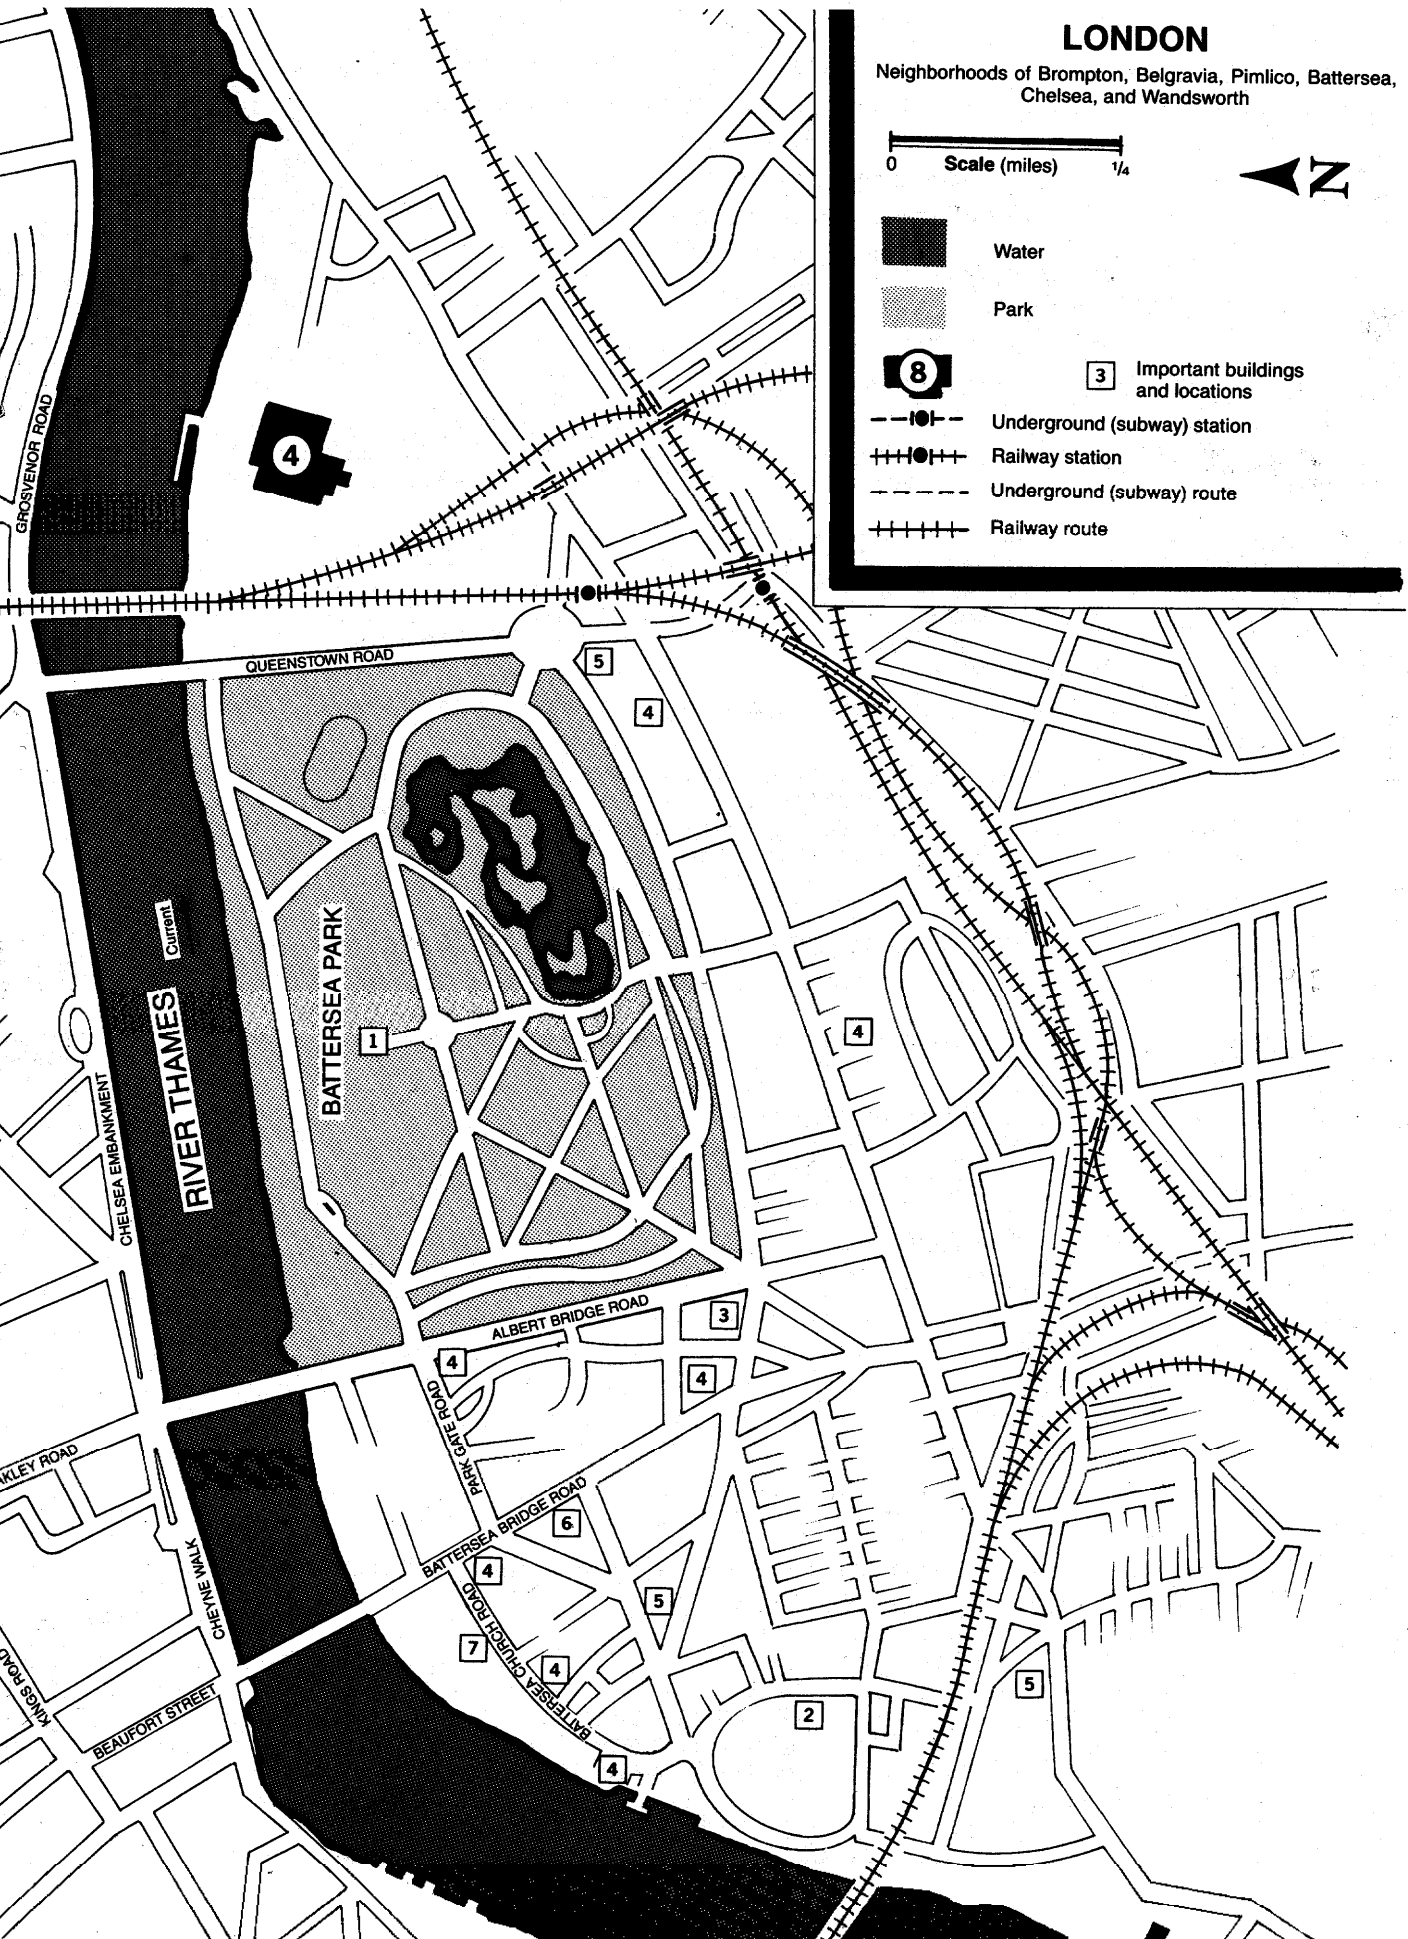 LONDON
Neighborhoods of Brompton, Belgravia, Pimlico, Battersea,
Chelsea, and Wandsworth
0 Scale (miles) 1/4
N
Water
Park
8
3 Important buildings
and locations
Underground (subway) station
Railway station
Underground (subway) route
Railway route
GROSVENOR ROAD
4
QUEENSTOWN ROAD
5
4
Current
RIVER THAMES
BATTERSEA PARK
1
4
CHELSEA EMBANKMENT
ALBERT BRIDGE ROAD
3
4
4
PARK GATE ROAD
AKLEY ROAD
BATTERSEA BRIDGE ROAD
6
4
CHEYNE WALK
5
7
BATTERSEA CHURCH ROAD
4
KINGS ROAD
BEAUFORT STREET
5
2
4